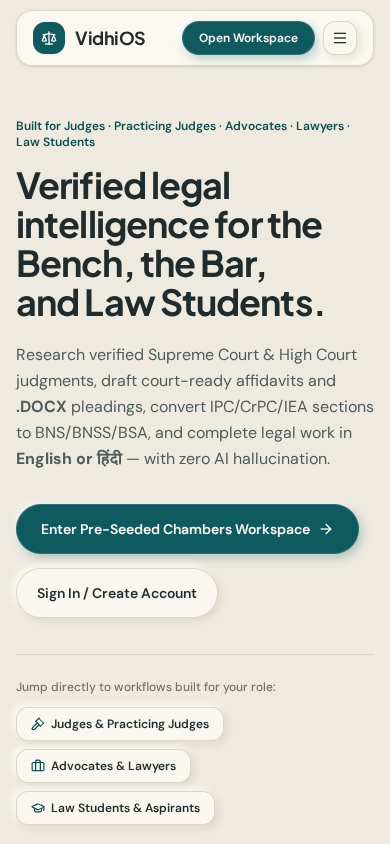 VidhiOS
Open Workspace
Built for Judges · Practicing Judges · Advocates · Lawyers ·
Law Students
Verified legal
intelligence for the
Bench, the Bar,
and Law Students.
Research verified Supreme Court & High Court
judgments, draft court-ready affidavits and
.DOCX pleadings, convert IPC/CrPC/IEA sections
to BNS/BNSS/BSA, and complete legal work in
English or हिंदी — with zero AI hallucination.
Enter Pre-Seeded Chambers Workspace →
Sign In / Create Account
Jump directly to workflows built for your role:
Judges & Practicing Judges
Advocates & Lawyers
Law Students & Aspirants